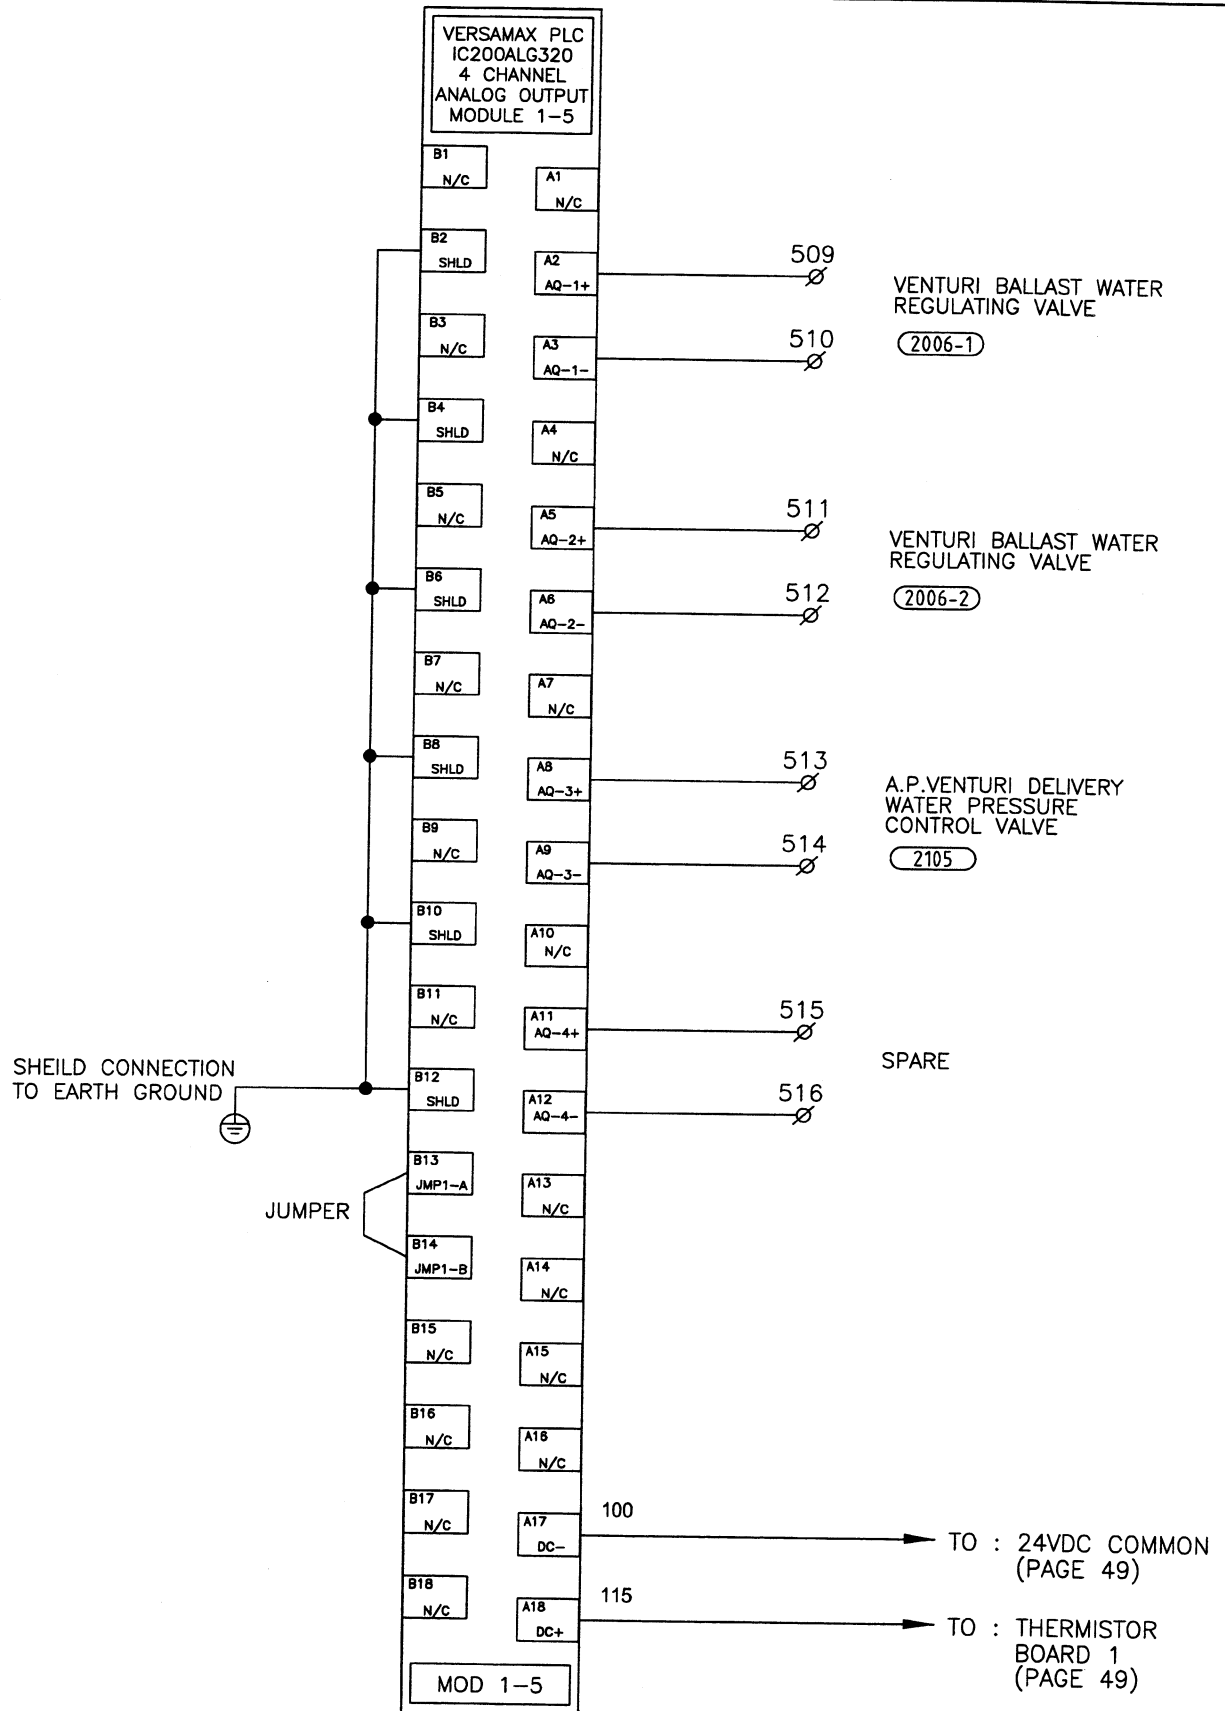 VERSAMAX PLC
IC200ALG320
4 CHANNEL
ANALOG OUTPUT
MODULE 1-5
B1
N/C
A1
N/C
B2
SHLD
A2
AQ-1+
509
VENTURI BALLAST WATER
REGULATING VALVE
B3
N/C
A3
AQ-1-
510
2006-1
B4
SHLD
A4
N/C
B5
N/C
A5
AQ-2+
511
VENTURI BALLAST WATER
REGULATING VALVE
B6
SHLD
A6
AQ-2-
512
2006-2
B7
N/C
A7
N/C
B8
SHLD
A8
AQ-3+
513
A.P.VENTURI DELIVERY
WATER PRESSURE
CONTROL VALVE
B9
N/C
A9
AQ-3-
514
2105
B10
SHLD
A10
N/C
B11
N/C
A11
AQ-4+
515
SPARE
SHEILD CONNECTION
TO EARTH GROUND
B12
SHLD
A12
AQ-4-
516
B13
JMP1-A
A13
N/C
JUMPER
B14
JMP1-B
A14
N/C
B15
N/C
A15
N/C
B16
N/C
A16
N/C
B17
N/C
A17
DC-
100
TO : 24VDC COMMON
(PAGE 49)
B18
N/C
A18
DC+
115
TO : THERMISTOR
BOARD 1
(PAGE 49)
MOD 1-5